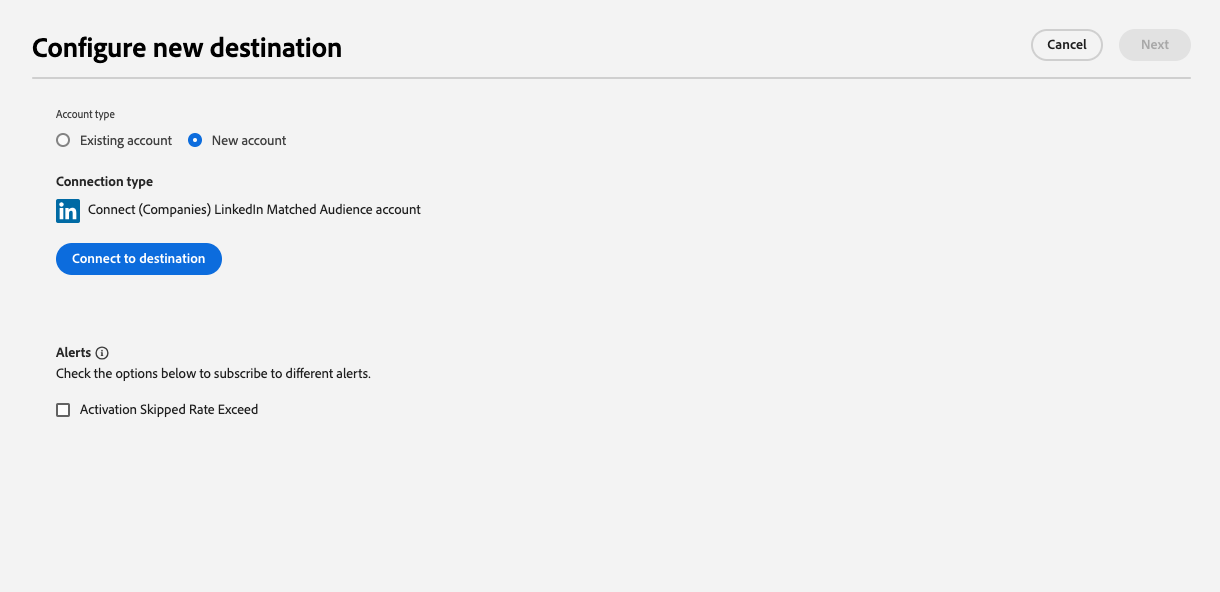 Configure new destination
Cancel
Next
Account type
Existing account
New account
Connection type
in
Connect (Companies) LinkedIn Matched Audience account
Connect to destination
Alerts
Check the options below to subscribe to different alerts.
Activation Skipped Rate Exceed